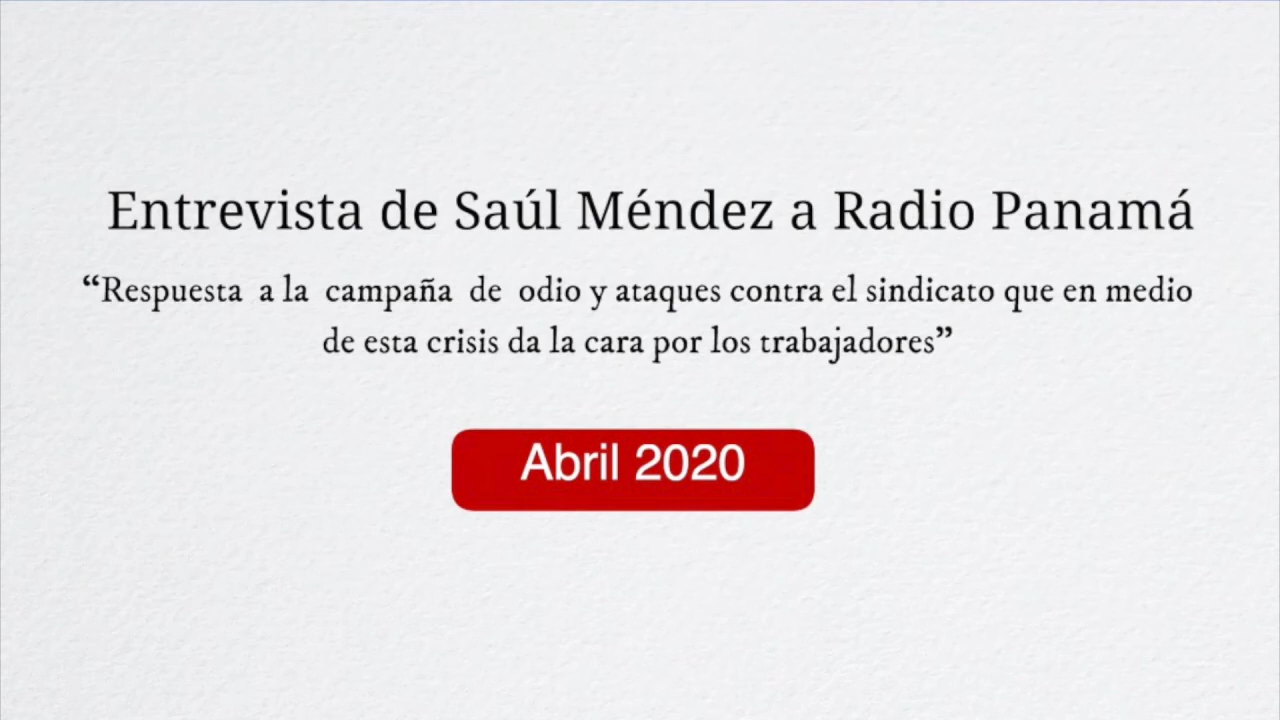 Entrevista de Saúl Méndez a Radio Panamá
“Respuesta a la campaña de odio y ataques contra el sindicato que en medio
de esta crisis da la cara por los trabajadores”
Abril 2020